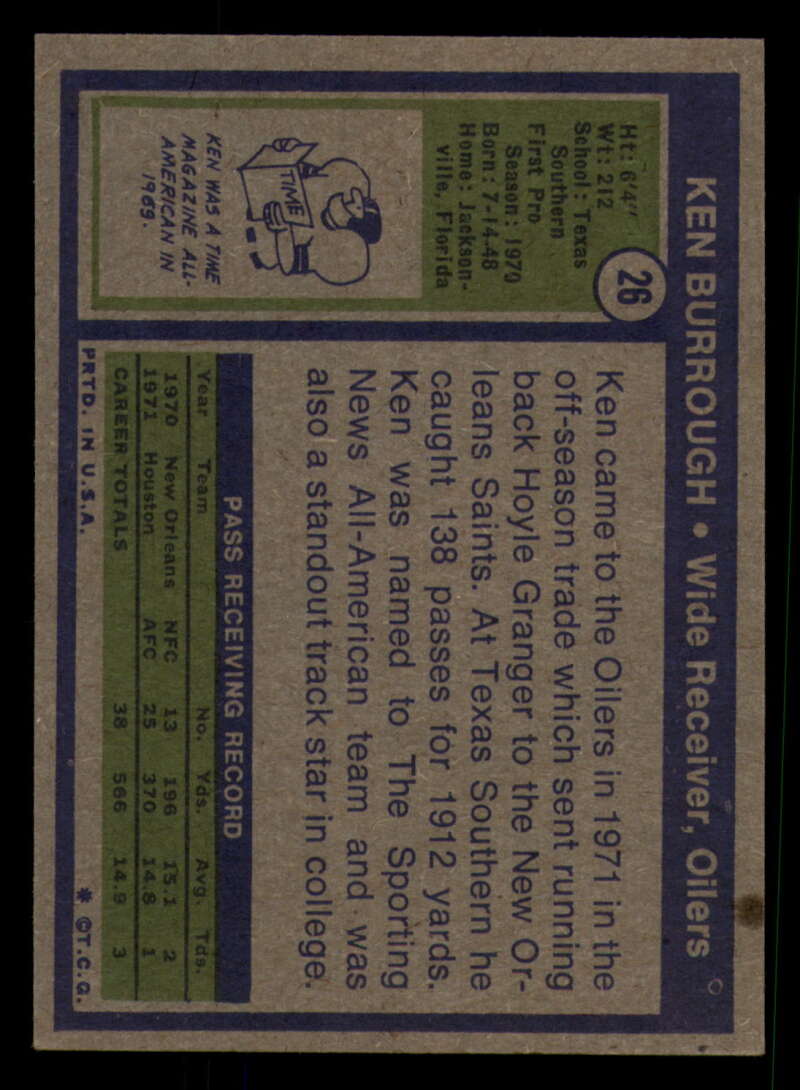 KEN BURROUGH • Wide Receiver, Oilers
26
Ht: 6'4"
Wt: 212
School: Texas
Southern
First Pro
Season: 1970
Born: 7-14-48
Home: Jackson-
ville, Florida
TIME
KEN WAS A TIME
MAGAZINE ALL-
AMERICAN IN
1969.
Ken came to the Oilers in 1971 in the
off-season trade which sent running
back Hoyle Granger to the New Or-
leans Saints. At Texas Southern he
caught 138 passes for 1912 yards.
Ken was named to The Sporting
News All-American team and was
also a standout track star in college.
PASS RECEIVING RECORD
Year Team No. Yds. Avg. Tds.
1970 New Orleans NFC 13 196 15.1 2
1971 Houston AFC 25 370 14.8 1
CAREER TOTALS 38 566 14.9 3
PRTD. IN U.S.A. * ©T.C.G.